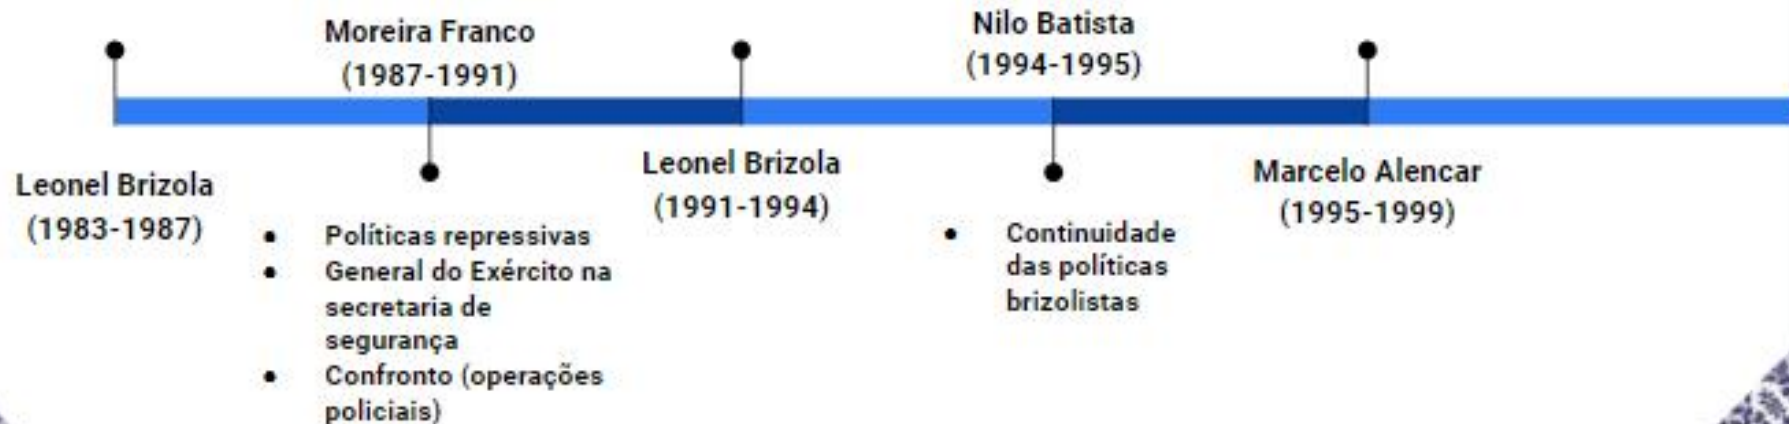 Leonel Brizola
(1983-1987)
Moreira Franco
(1987-1991)
● Políticas repressivas
● General do Exército na
secretaria de
segurança
● Confronto (operações
policiais)
Leonel Brizola
(1991-1994)
Nilo Batista
(1994-1995)
● Continuidade
das políticas
brizolistas
Marcelo Alencar
(1995-1999)